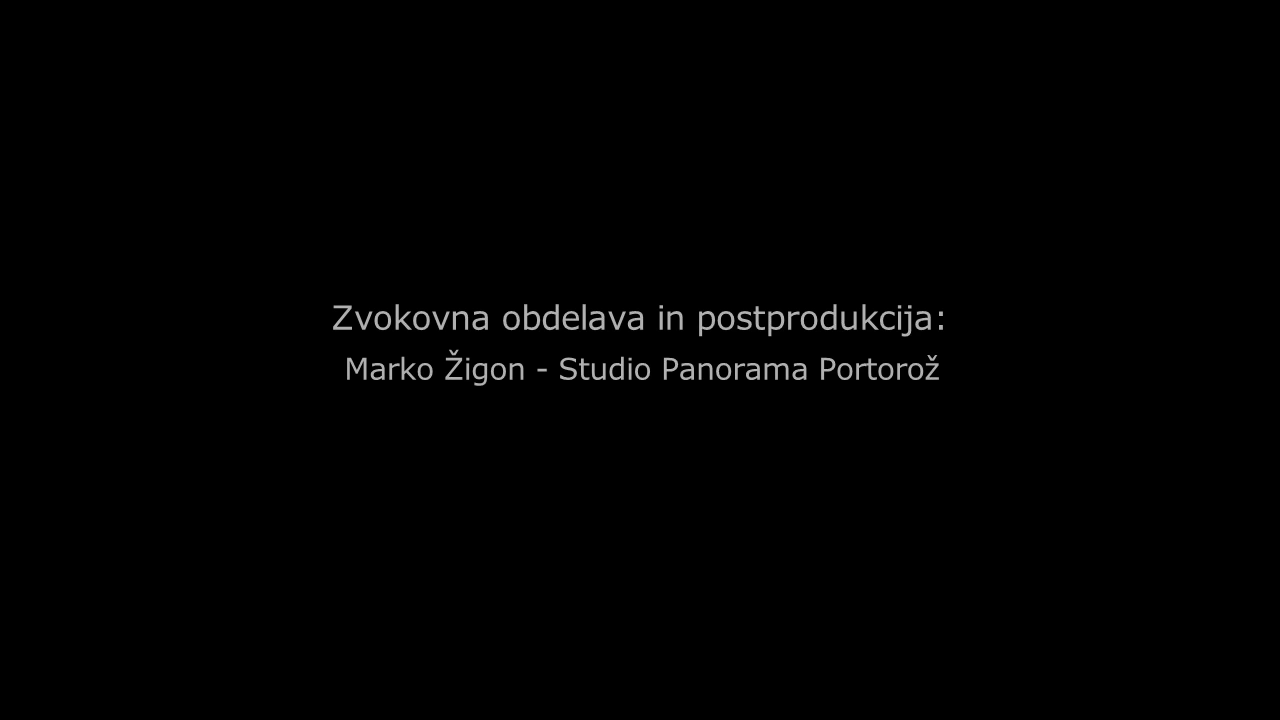 Zvokovna obdelava in postprodukcija:
Marko Žigon - Studio Panorama Portorož